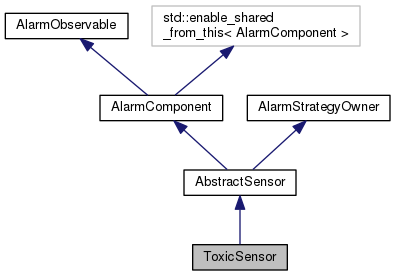 AlarmObservable
std::enable_shared
_from_this< AlarmComponent >
AlarmComponent
AlarmStrategyOwner
AbstractSensor
ToxicSensor